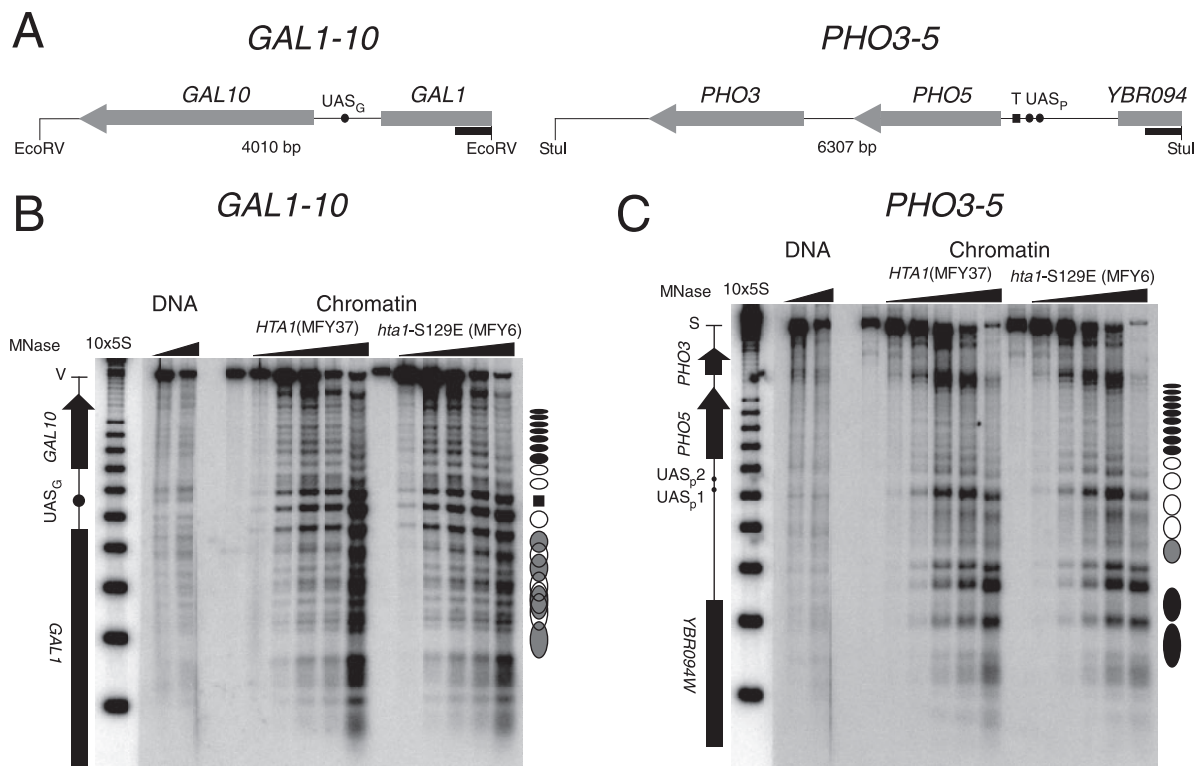 A
GAL1-10
PHO3-5
GAL10 UASG GAL1
PHO3 PHO5 T UASP YBR094
EcoRV 4010 bp EcoRV
StuI 6307 bp StuI
B
GAL1-10
C
PHO3-5
DNA Chromatin
HTA1(MFY37) hta1-S129E (MFY6)
MNase 10x5S
V
GAL10
UASG
GAL1
DNA Chromatin
HTA1(MFY37) hta1-S129E (MFY6)
MNase 10x5S
S
PHO3
PHO5
UASp2
UASp1
YBR094W